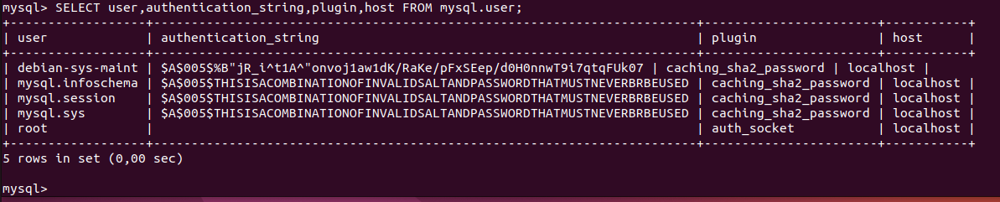 mysql> SELECT user,authentication_string,plugin,host FROM mysql.user;
+------------------+------------------------------------------------------------------------+-----------------------+-----------+
| user             | authentication_string                                                  | plugin                | host      |
+------------------+------------------------------------------------------------------------+-----------------------+-----------+
| debian-sys-maint | $A$005$%B"jR_i^t1A^"onvoj1aw1dK/RaKe/pFxSEep/d0H0nnwT9i7qtqFUk07 | caching_sha2_password | localhost |
| mysql.infoschema | $A$005$THISISACOMBINATIONOFINVALIDSALTANDPASSWORDTHATMUSTNEVERBRBEUSED | caching_sha2_password | localhost |
| mysql.session    | $A$005$THISISACOMBINATIONOFINVALIDSALTANDPASSWORDTHATMUSTNEVERBRBEUSED | caching_sha2_password | localhost |
| mysql.sys        | $A$005$THISISACOMBINATIONOFINVALIDSALTANDPASSWORDTHATMUSTNEVERBRBEUSED | caching_sha2_password | localhost |
| root             |                                                                        | auth_socket           | localhost |
+------------------+------------------------------------------------------------------------+-----------------------+-----------+
5 rows in set (0,00 sec)
mysql>